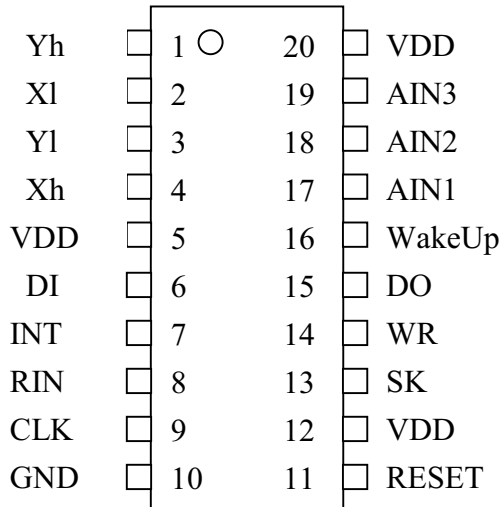 Yh 1 20 VDD
Xl 2 19 AIN3
Yl 3 18 AIN2
Xh 4 17 AIN1
VDD 5 16 WakeUp
DI 6 15 DO
INT 7 14 WR
RIN 8 13 SK
CLK 9 12 VDD
GND 10 11 RESET